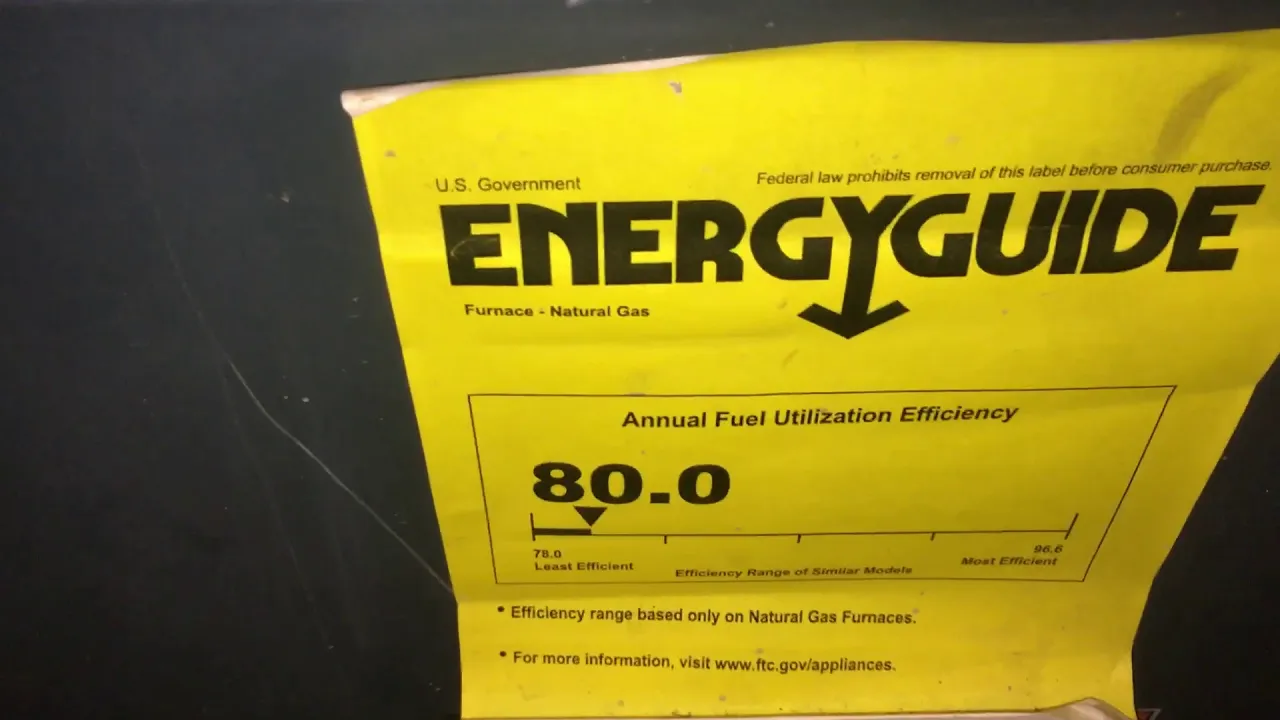 U.S. Government
Federal law prohibits removal of this label before consumer purchase.
ENERGYGUIDE
Furnace - Natural Gas
Annual Fuel Utilization Efficiency
80.0
78.0
Least Efficient
Efficiency Range of Similar Models
96.6
Most Efficient
• Efficiency range based only on Natural Gas Furnaces.
• For more information, visit www.ftc.gov/appliances.